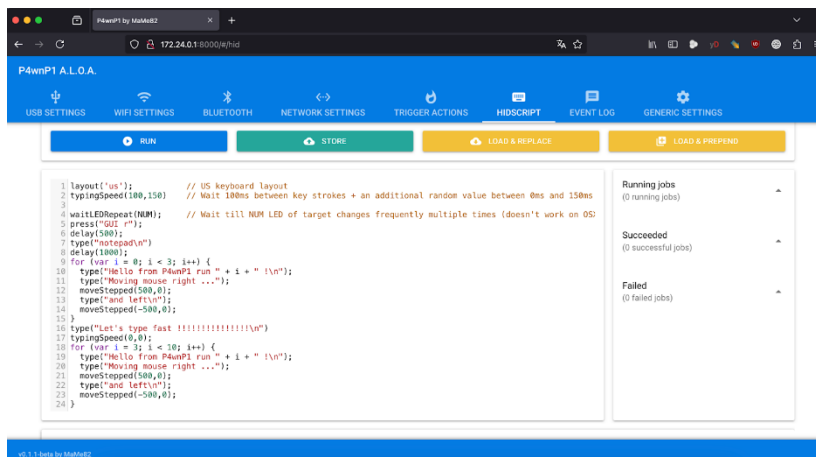 P4wnP1 by MaMe82
172.24.0.1:8000/#/hid
P4wnP1 A.L.O.A.
USB SETTINGS WIFI SETTINGS BLUETOOTH NETWORK SETTINGS TRIGGER ACTIONS HIDSCRIPT EVENT LOG GENERIC SETTINGS
RUN STORE LOAD & REPLACE LOAD & PREPEND
1 layout('us'); // US keyboard layout
2 typingSpeed(100,150) // Wait 100ms between key strokes + an additional random value between 0ms and 150ms
3
4 waitLEDRepeat(NUM); // Wait till NUM LED of target changes frequently multiple times (doesn't work on OSX
5 press("GUI r");
6 delay(500);
7 type("notepad\n")
8 delay(1000);
9 for (var i = 0; i < 3; i++) {
10 type("Hello from P4wnP1 run " + i + " !\n");
11 type("Moving mouse right ...");
12 moveStepped(500,0);
13 type("and left\n");
14 moveStepped(-500,0);
15 }
16 type("Let's type fast !!!!!!!!!!!!!!!\n")
17 typingSpeed(0,0);
18 for (var i = 3; i < 10; i++) {
19 type("Hello from P4wnP1 run " + i + " !\n");
20 type("Moving mouse right ...");
21 moveStepped(500,0);
22 type("and left\n");
23 moveStepped(-500,0);
24 }
Running jobs
(0 running jobs)
Succeeded
(0 successful jobs)
Failed
(0 failed jobs)
v0.1.1-beta by MaMe82